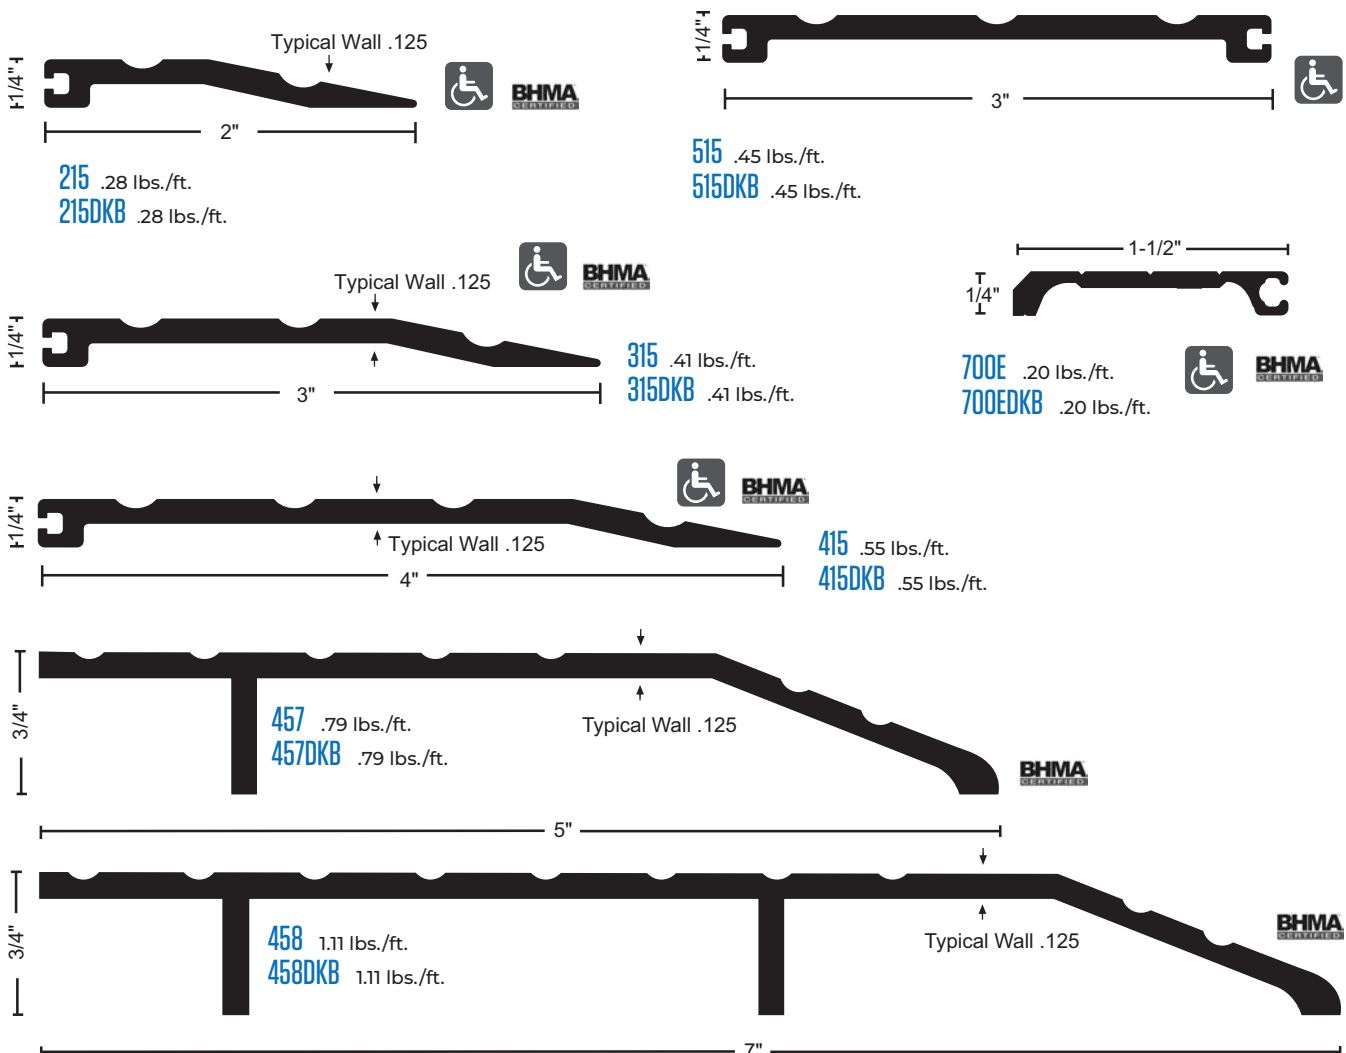 1/4"
Typical Wall .125
BHMA
CERTIFIED
2"
215 .28 lbs./ft.
215DKB .28 lbs./ft.
1/4"
3"
515 .45 lbs./ft.
515DKB .45 lbs./ft.
1/4"
Typical Wall .125
BHMA
CERTIFIED
3"
315 .41 lbs./ft.
315DKB .41 lbs./ft.
1-1/2"
1/4"
700E .20 lbs./ft.
700EDKB .20 lbs./ft.
BHMA
CERTIFIED
1/4"
Typical Wall .125
BHMA
CERTIFIED
4"
415 .55 lbs./ft.
415DKB .55 lbs./ft.
3/4"
457 .79 lbs./ft.
457DKB .79 lbs./ft.
Typical Wall .125
BHMA
CERTIFIED
5"
3/4"
458 1.11 lbs./ft.
458DKB 1.11 lbs./ft.
Typical Wall .125
BHMA
CERTIFIED
7"